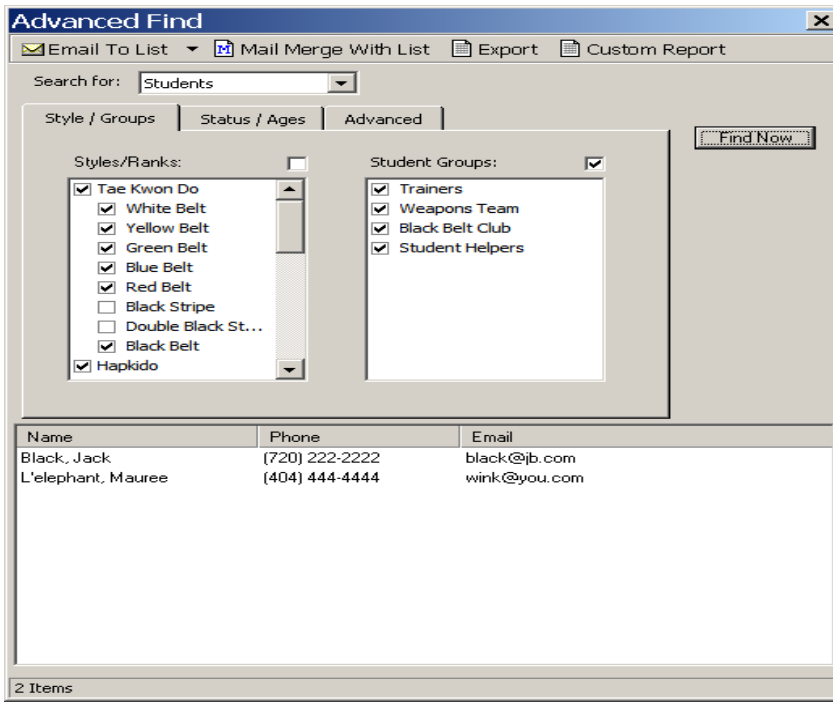 Advanced Find
Email To List Mail Merge With List Export Custom Report
Search for: Students
Style / Groups Status / Ages Advanced
Find Now
Styles/Ranks: Student Groups:
Tae Kwon Do Trainers
White Belt Weapons Team
Yellow Belt Black Belt Club
Green Belt Student Helpers
Blue Belt
Red Belt
Black Stripe
Double Black St...
Black Belt
Hapkido
Name Phone Email
Black, Jack (720) 222-2222 black@jb.com
L'elephant, Mauree (404) 444-4444 wink@you.com
2 Items